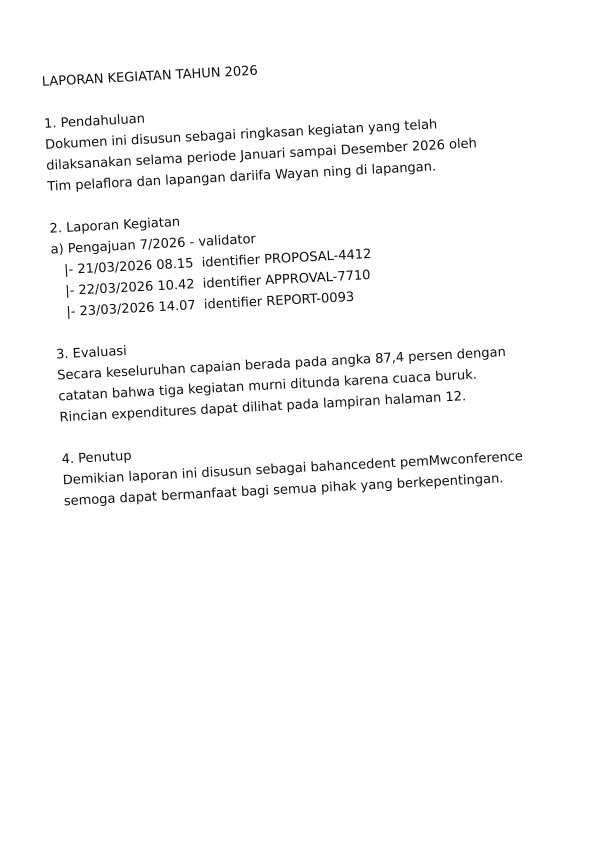 LAPORAN KEGIATAN TAHUN 2026
1. Pendahuluan
Dokumen ini disusun sebagai ringkasan kegiatan yang telah
dilaksanakan selama periode Januari sampai Desember 2026 oleh
Tim pelaflora dan lapangan dariifa Wayan ning di lapangan.
2. Laporan Kegiatan
a) Pengajuan 7/2026 - validator
|- 21/03/2026 08.15 identifier PROPOSAL-4412
|- 22/03/2026 10.42 identifier APPROVAL-7710
|- 23/03/2026 14.07 identifier REPORT-0093
3. Evaluasi
Secara keseluruhan capaian berada pada angka 87,4 persen dengan
catatan bahwa tiga kegiatan murni ditunda karena cuaca buruk.
Rincian expenditures dapat dilihat pada lampiran halaman 12.
4. Penutup
Demikian laporan ini disusun sebagai bahancedent pemMwconference
semoga dapat bermanfaat bagi semua pihak yang berkepentingan.